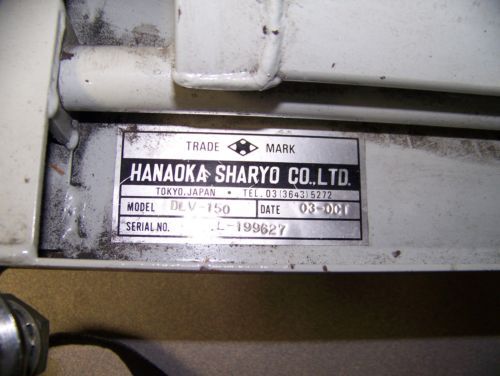 TRADE MARK
HANAOKA SHARYO CO.,LTD.
TOKYO,JAPAN • TEL.03(3643)5272
MODEL DLV-150 DATE 03-OCT
SERIAL NO. L-199627